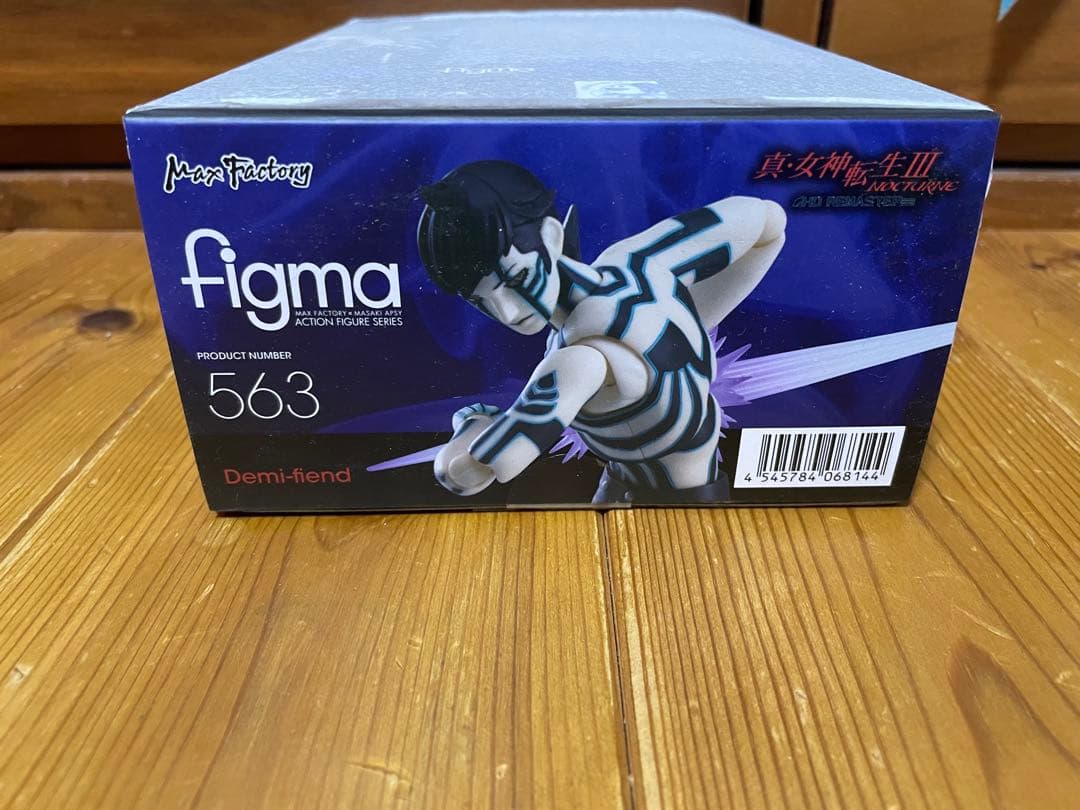 figma
Max Factory
真・女神転生III
NOCTURNE
HD REMASTER
figma
MAX FACTORY × MASAKI APSY
ACTION FIGURE SERIES
PRODUCT NUMBER
563
Demi-fiend
4 545784 068144